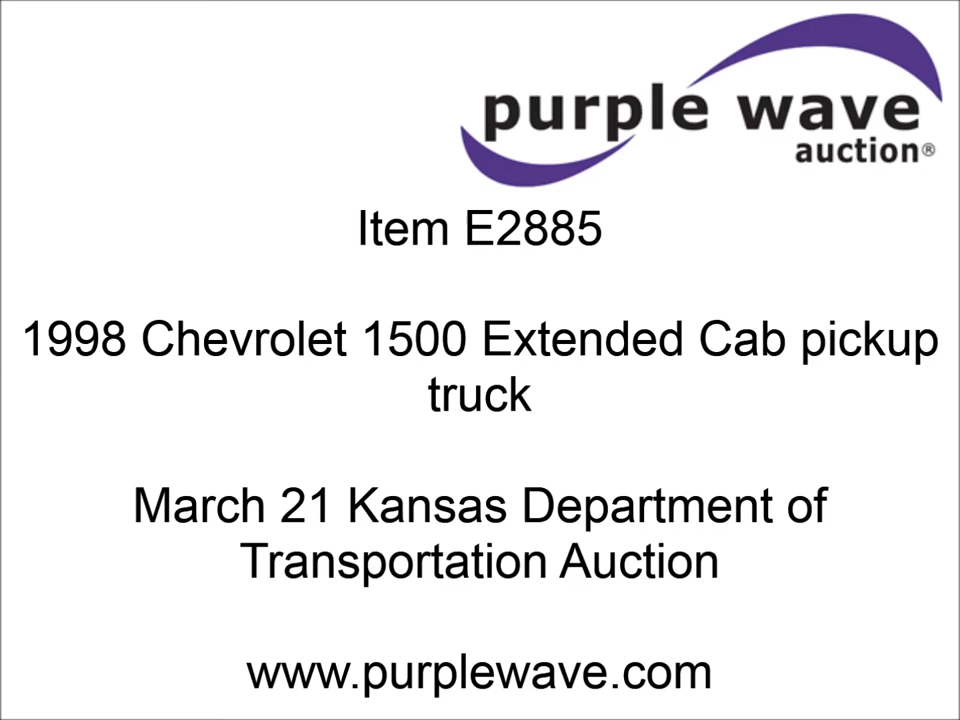 purple wave
auction®
Item E2885
1998 Chevrolet 1500 Extended Cab pickup
truck
March 21 Kansas Department of
Transportation Auction
www.purplewave.com